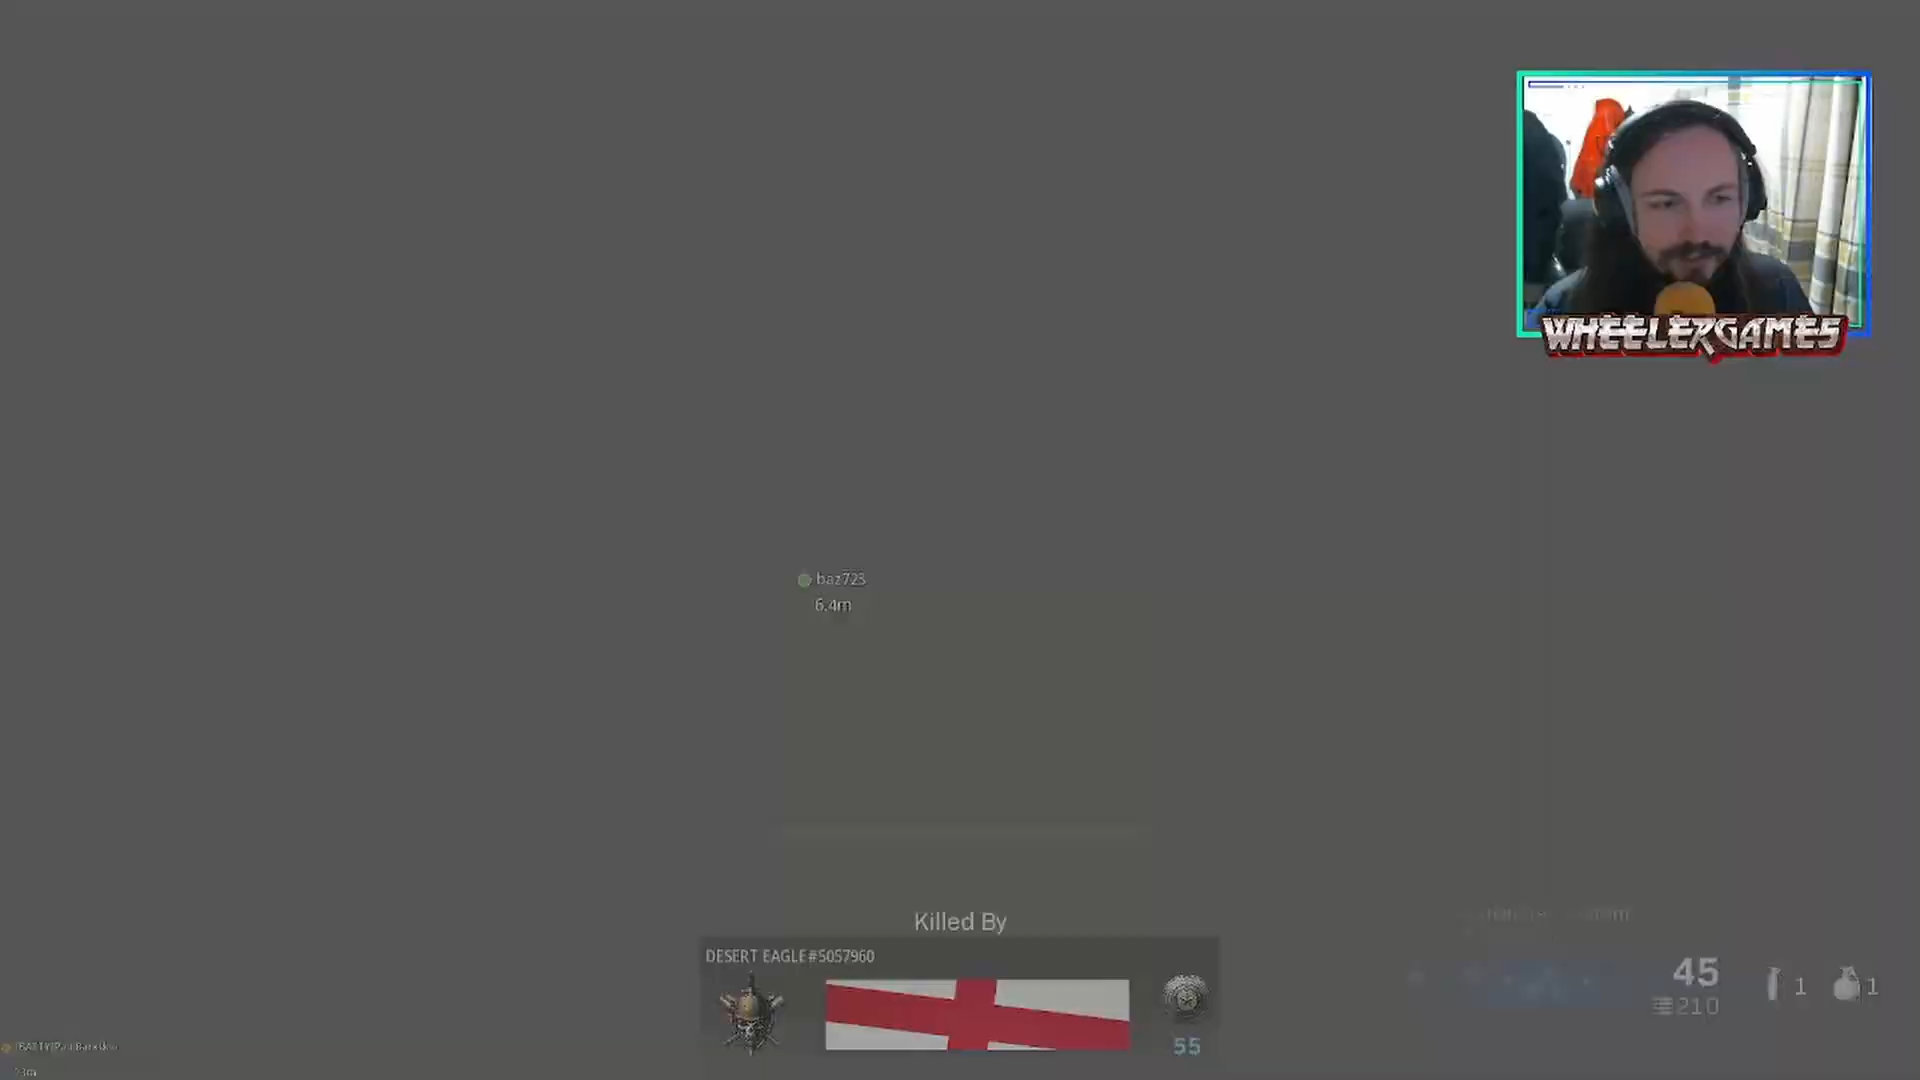 WHEELERGAMES
baz723
6.4m
Killed By
DESERT EAGLE#5057960
55
45
210
1
1